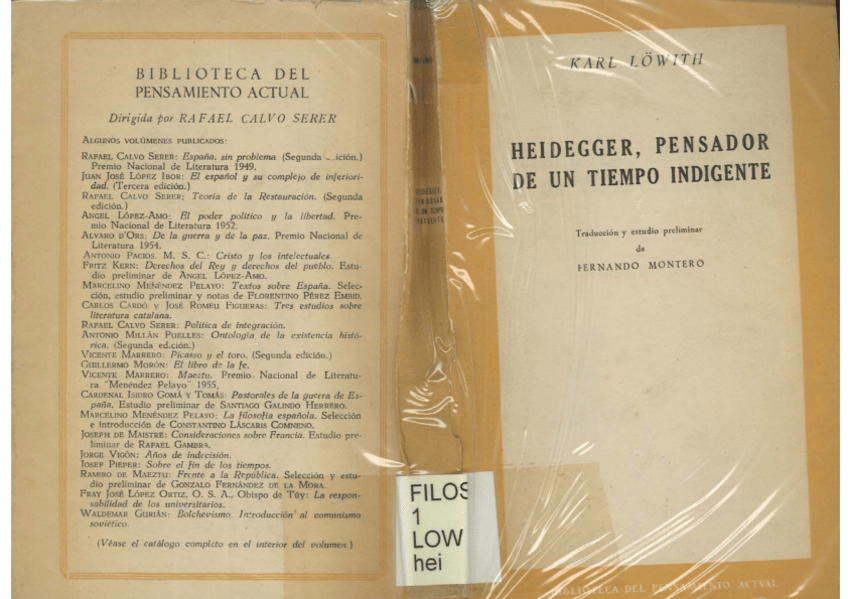 BIBLIOTECA DEL
PENSAMIENTO ACTUAL
Dirigida por RAFAEL CALVO SERER
ALGUNOS VOLÚMENES PUBLICADOS:
RAFAEL CALVO SERER: España, sin problema (Segunda
Premio Nacional de Literatura 1949.
JUAN JOSÉ LÓPEZ IBOR: El español y su complejo de inferiori-
dad. (Tercera edición.)
RAFAEL CALVO SERER; Teoría de la Restauración. (Segunda
edición.)
ANGEL LÓPEZ-AMO: El poder político y la libertad. Pre-
mio Nacional de Literatura 1952.
ALVARO D'ORS: De la guerra y de la paz. Premio Nacional de
Literatura 1954.
ANTONIO PACIOS, M. S. C.: Cristo y los intelectuales.
FRITZ KERN: Derechos del Rey y derechos del pueblo. Estu-
dio preliminar de ÁNGEL LÓPEZ-AMO.
MARCELINO MENÉNDEZ PELAYO: Textos sobre España. Selec-
ción, estudio preliminar y notas de FLORENTINO PÉREZ EMBID.
CARLOS CARDÓ Y JOSÉ ROMEU FIGUERAS: Tres estudios sobre
literatura catalana.
RAFAEL CALVO SERER: Política de integración.
ANTONIO MILLÁN PUELLES: Ontología de la existencia histó-
rica. (Segunda edición.)
VICENTE MARRERO: Picasso y el toro. (Segunda edición.)
GUILLERMO MORÓN: El libro de la fe.
VICENTE MARRERO: Maeztu. Premio Nacional de Literatu-
ra "Menéndez Pelayo" 1955.
CARDENAL ISIDRO GOMÁ Y TOMÁS: Pastorales de la guerra de Es-
paña. Estudio preliminar de SANTIAGO GALINDO HERRERO.
MARCELINO MENÉNDEZ PELAYO: La filosofía española. Selección
e introducción de CONSTANTINO LÁSCARIS COMNENO.
JOSEPH DE MAISTRE: Consideraciones sobre Francia. Estudio pre-
liminar de RAFAEL GAMBRA.
JORGE VIGÓN: Años de indecisión.
JOSEF PIEPER: Sobre el fin de los tiempos.
RAMIRO DE MAEZTU: Frente a la República. Selección y estu-
dio preliminar de GONZALO FERNÁNDEZ DE LA MORA.
FRAY JOSÉ LÓPEZ ORTIZ, O. S. A., Obispo de Túy: La respon-
sabilidad de los universitarios.
WALDEMAR GURIÁN: Bolchevismo. Introducción al comunismo
soviético.
(Véase el catálogo completo en el interior del volumen)
HEIDEGGER,
PENSADOR
DE UN TIEMPO
INDIGENTE
FILOS
1
LOW
hei
KARL LÖWITH
HEIDEGGER, PENSADOR
DE UN TIEMPO INDIGENTE
Traducción y estudio preliminar
de
FERNANDO MONTERO
BIBLIOTECA DEL PENSAMIENTO ACTUAL